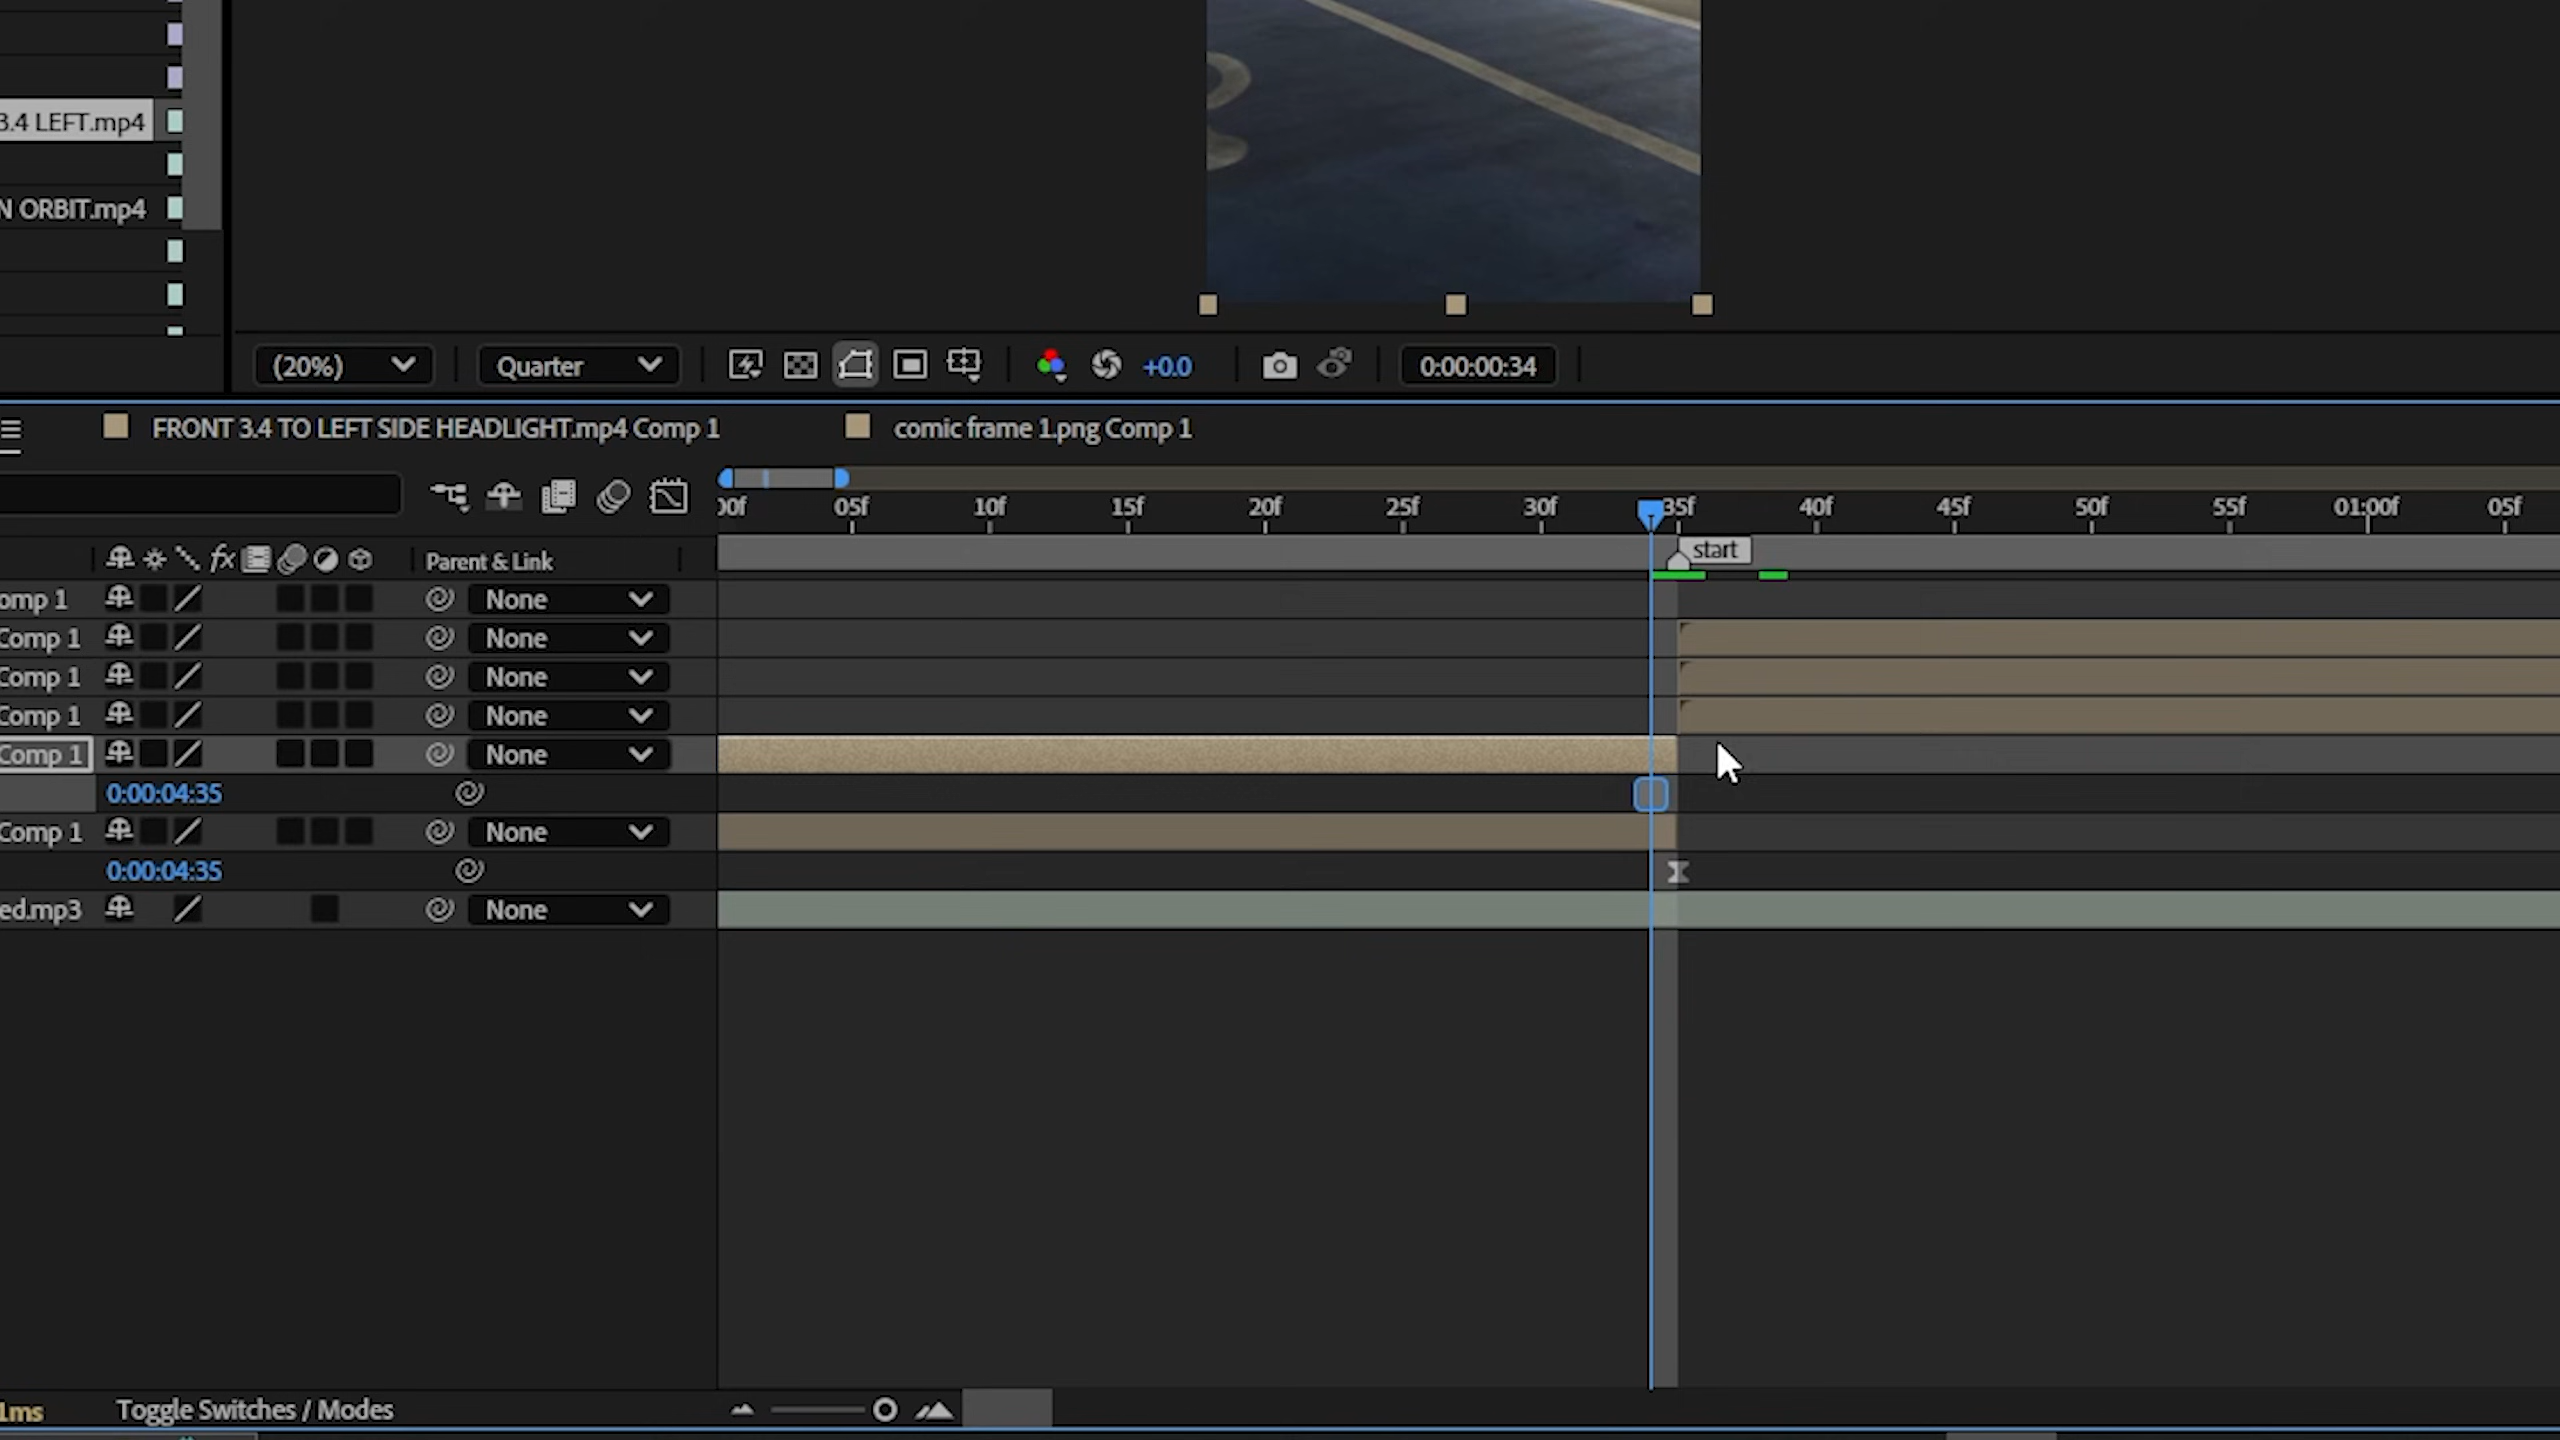 3.4 LEFT.mp4
N ORBIT.mp4
(20%) Quarter +0.0 0:00:00:34
FRONT 3.4 TO LEFT SIDE HEADLIGHT.mp4 Comp 1 comic frame 1.png Comp 1
00f 05f 10f 15f 20f 25f 30f 35f 40f 45f 50f 55f 01:00f 05f
fx Parent & Link start
omp 1 None
Comp 1 None
Comp 1 None
Comp 1 None
Comp 1 None
0:00:04:35
Comp 1 None
0:00:04:35
ed.mp3 None
1ms Toggle Switches / Modes